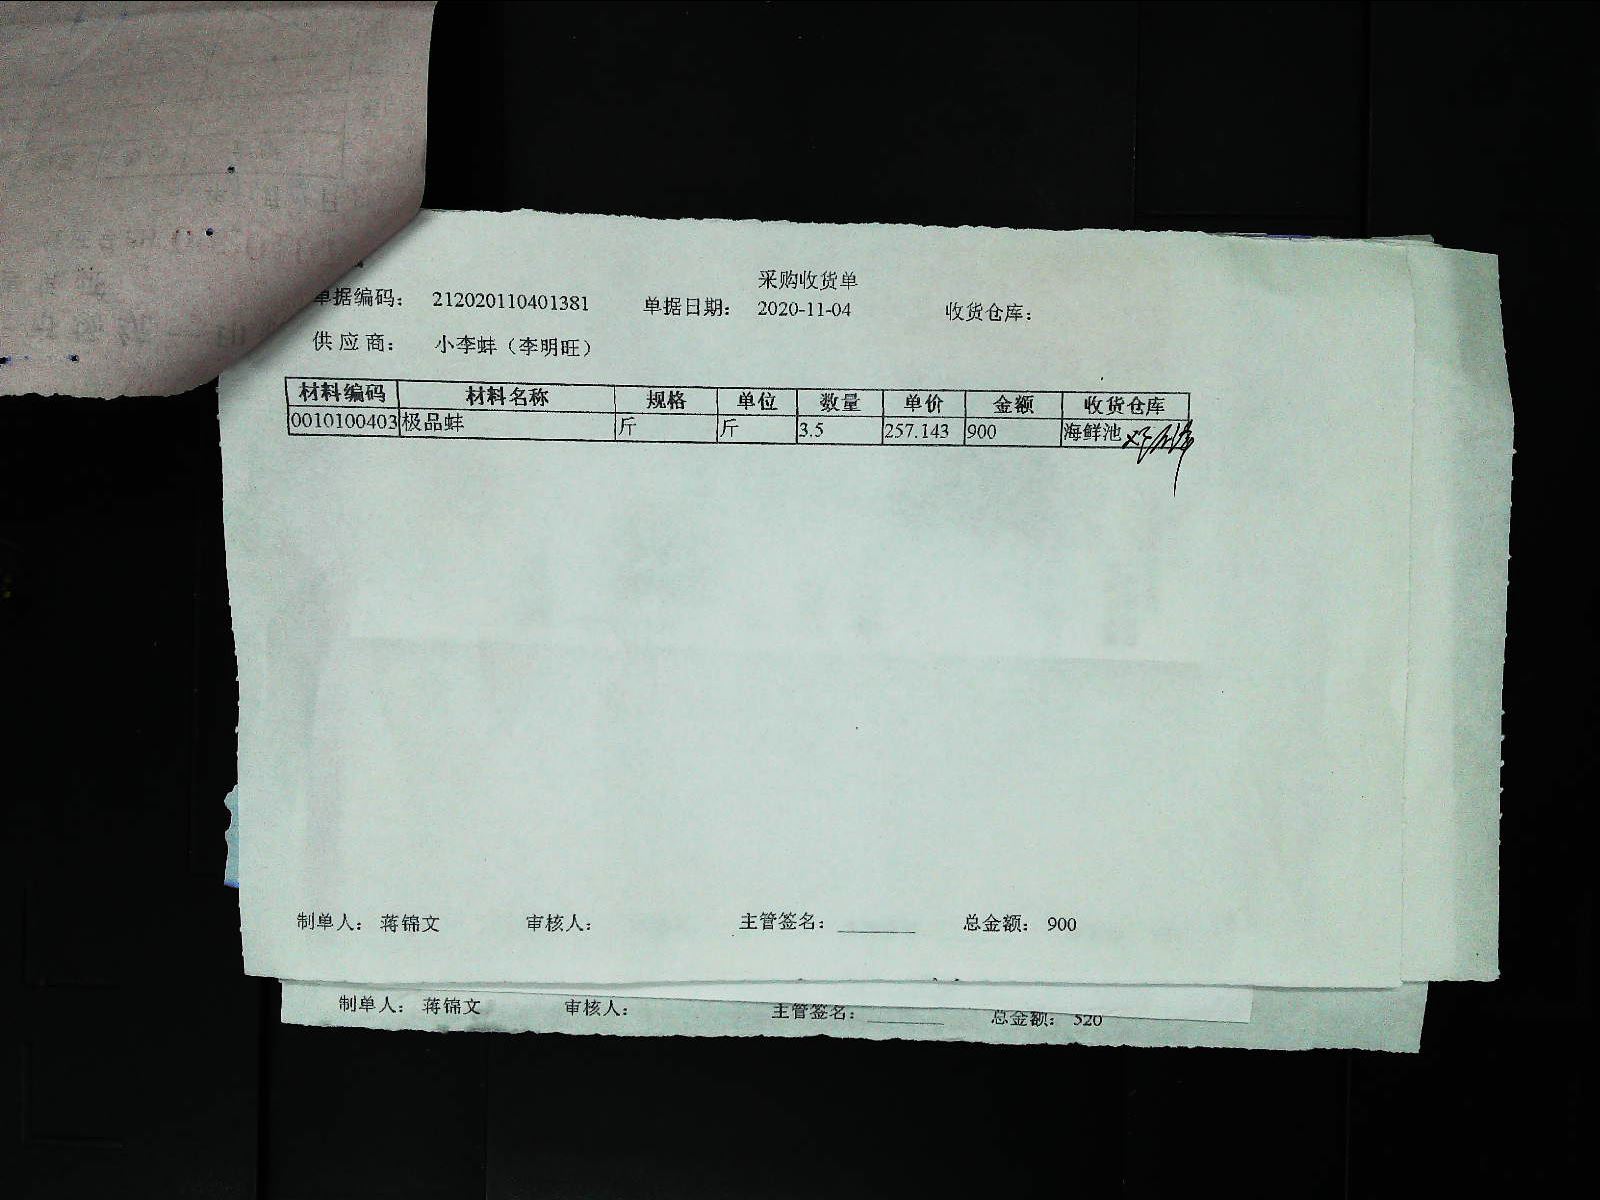 采购收货单
单据编码： 212020110401381 单据日期： 2020-11-04 收货仓库：
供应商： 小李蚌（李明旺）
材料编码 材料名称 规格 单位 数量 单价 金额 收货仓库
0010100403 极品蚌 斤 斤 3.5 257.143 900 海鲜池
制单人： 蒋锦文 审核人： 主管签名： ________ 总金额： 900
制单人： 蒋锦文 审核人： 主管签名： ________ 总金额： 520